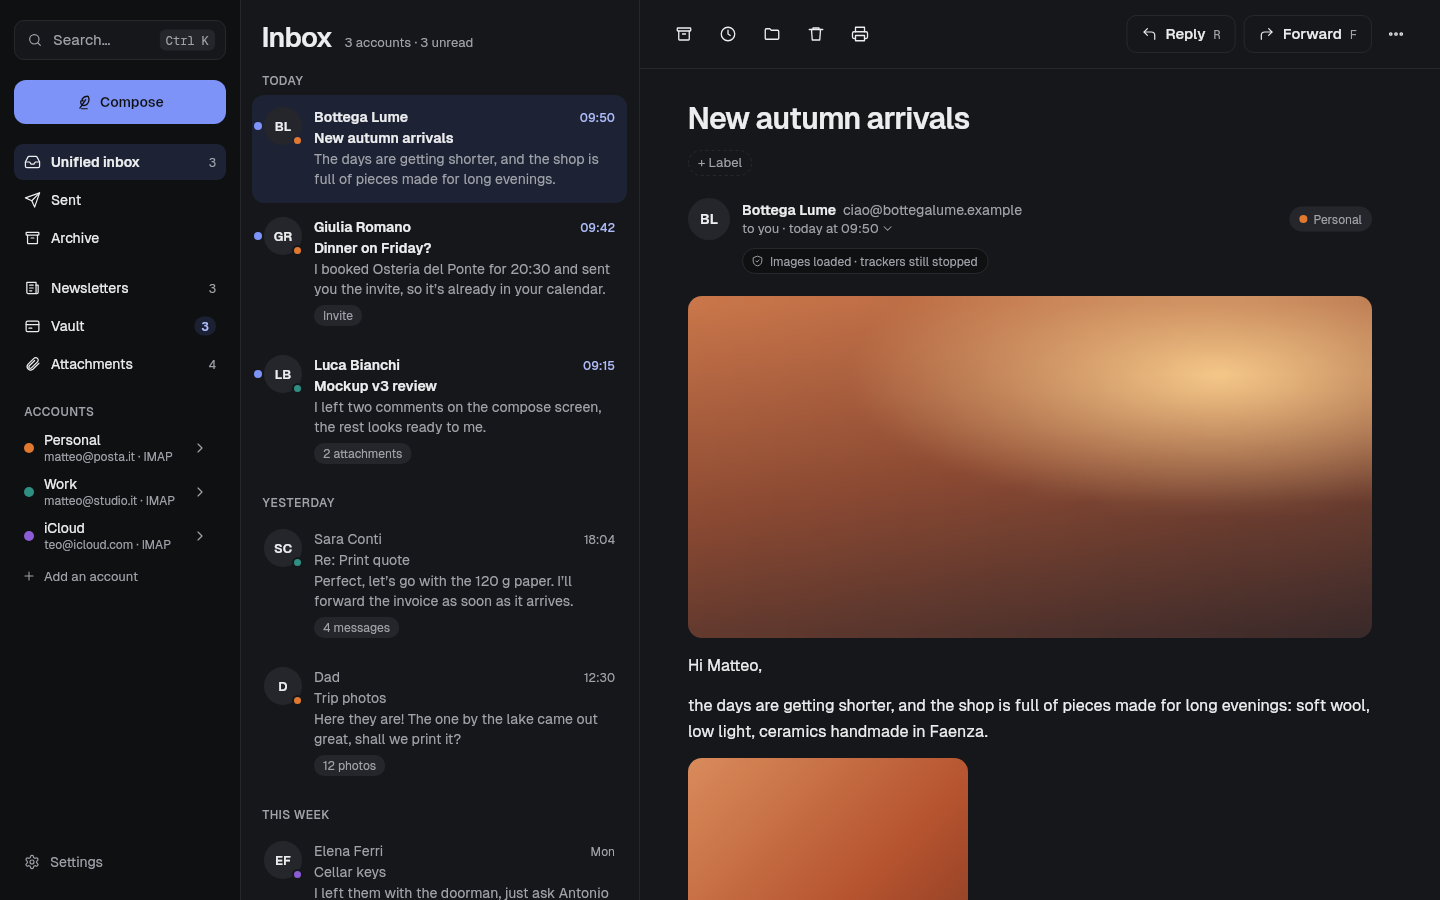 Search... Ctrl K
Compose
Unified inbox 3
Sent
Archive
Newsletters 3
Vault 3
Attachments 4
ACCOUNTS
Personal
matteo@posta.it · IMAP
Work
matteo@studio.it · IMAP
iCloud
teo@icloud.com · IMAP
Add an account
Settings
Inbox 3 accounts · 3 unread
TODAY
BL Bottega Lume 09:50
New autumn arrivals
The days are getting shorter, and the shop is
full of pieces made for long evenings.
GR Giulia Romano 09:42
Dinner on Friday?
I booked Osteria del Ponte for 20:30 and sent
you the invite, so it’s already in your calendar.
Invite
LB Luca Bianchi 09:15
Mockup v3 review
I left two comments on the compose screen,
the rest looks ready to me.
2 attachments
YESTERDAY
SC Sara Conti 18:04
Re: Print quote
Perfect, let’s go with the 120 g paper. I’ll
forward the invoice as soon as it arrives.
4 messages
D Dad 12:30
Trip photos
Here they are! The one by the lake came out
great, shall we print it?
12 photos
THIS WEEK
EF Elena Ferri Mon
Cellar keys
I left them with the doorman, just ask Antonio
Reply R Forward F
New autumn arrivals
+ Label
BL Bottega Lume ciao@bottegalume.example
to you · today at 09:50
Personal
Images loaded · trackers still stopped
Hi Matteo,
the days are getting shorter, and the shop is full of pieces made for long evenings: soft wool,
low light, ceramics handmade in Faenza.